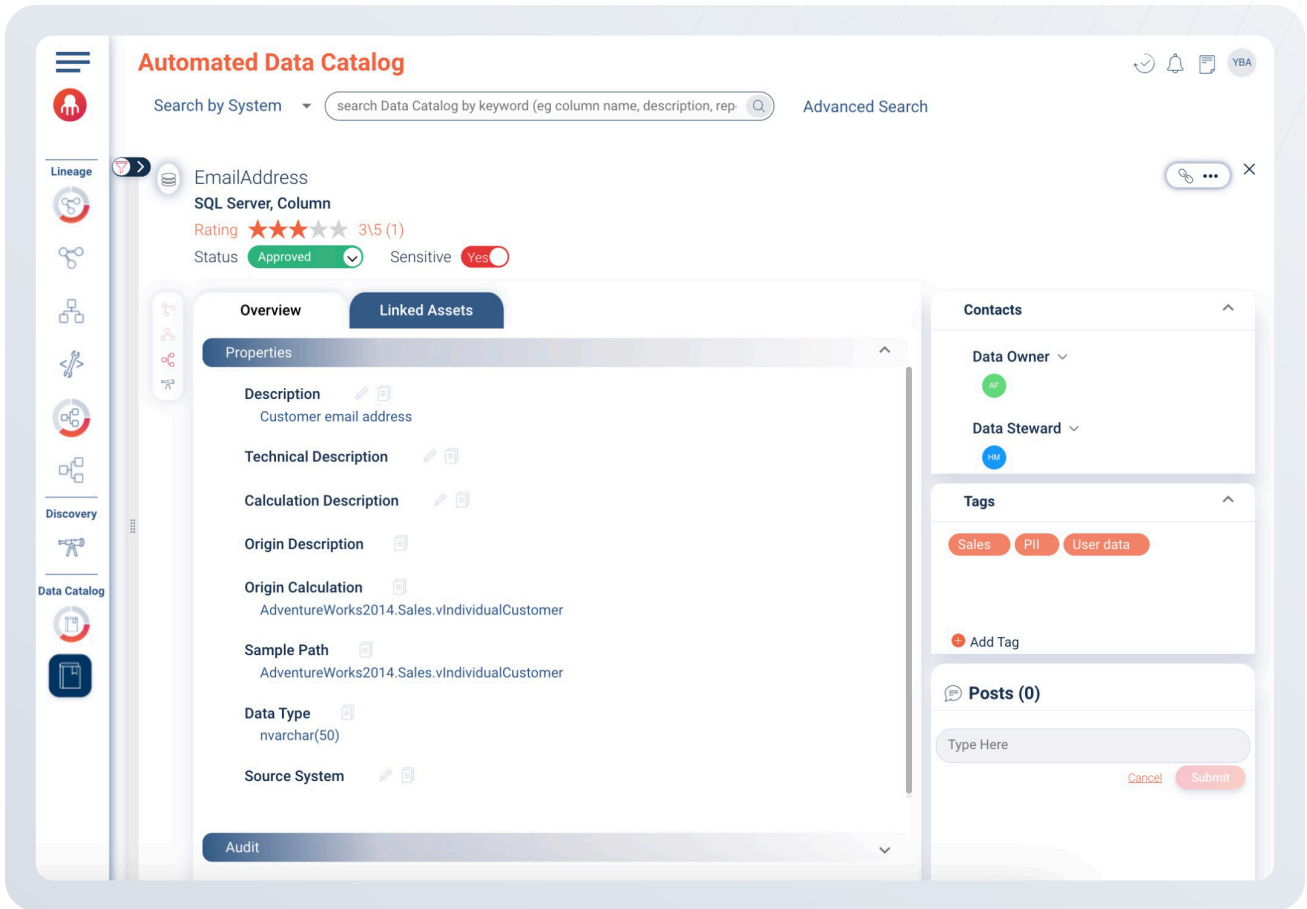 Automated Data Catalog
YBA
Search by System
search Data Catalog by keyword (eg column name, description, rep
Advanced Search
Lineage
EmailAddress
SQL Server, Column
Rating 3\5 (1)
Status Approved Sensitive Yes
Overview
Linked Assets
Properties
Description
Customer email address
Technical Description
Calculation Description
Origin Description
Origin Calculation
AdventureWorks2014.Sales.vIndividualCustomer
Sample Path
AdventureWorks2014.Sales.vIndividualCustomer
Data Type
nvarchar(50)
Source System
Audit
Discovery
Data Catalog
Contacts
Data Owner
AF
Data Steward
HM
Tags
Sales PII User data
Add Tag
Posts (0)
Type Here
Cancel Submit